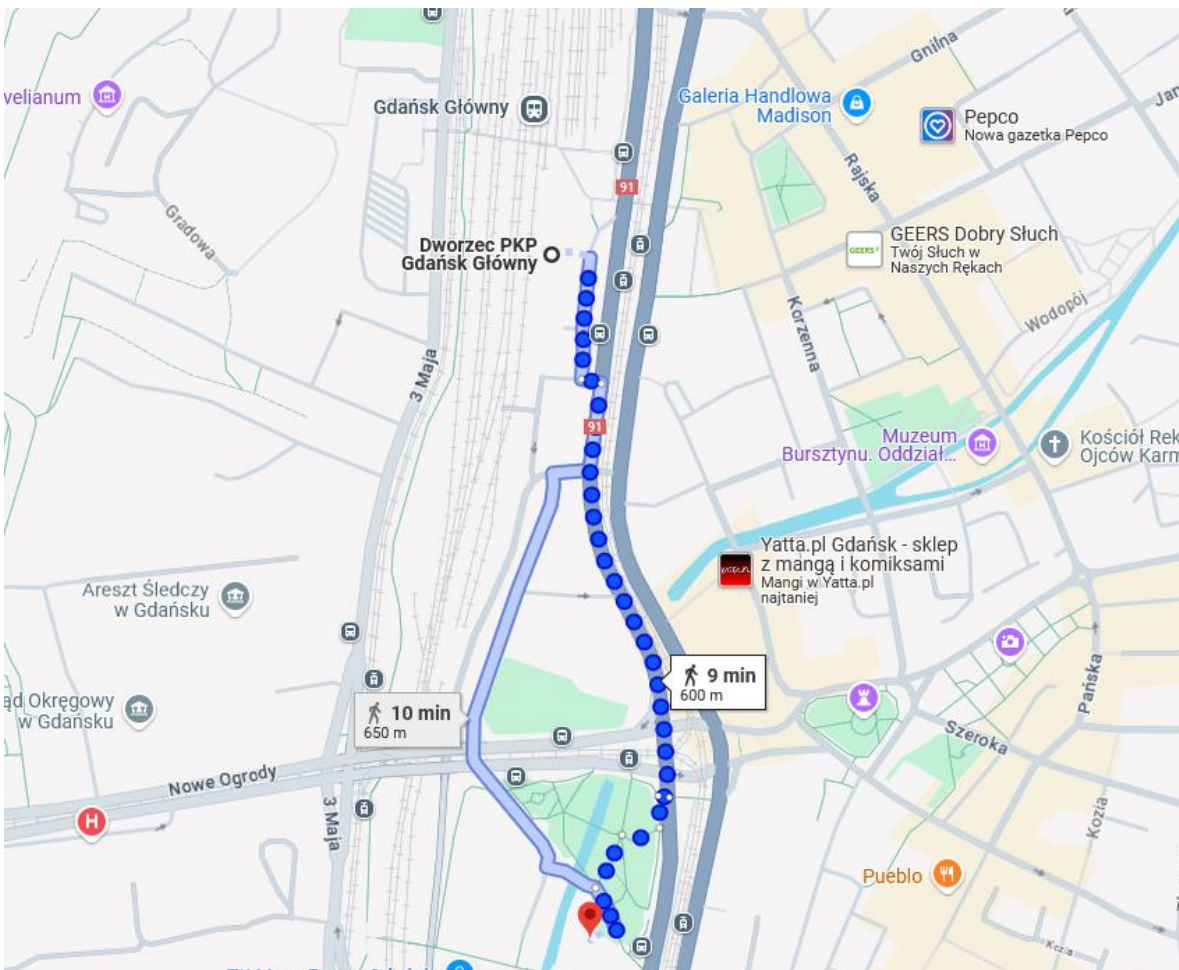 Gnilna
velianum
Gdańsk Główny
Galeria Handlowa
Madison
Pepco
Nowa gazetka Pepco
Rajska
91
Gradowa
Dworzec PKP
Gdańsk Główny
GEERS
GEERS Dobry Słuch
Twój Słuch w
Naszych Rękach
Wodopój
Korzenna
3 Maja
91
Muzeum
Bursztynu. Oddział...
Kościół Rek
Ojców Karm
Yatta.pl Gdańsk - sklep
z mangą i komiksami
Mangi w Yatta.pl
najtaniej
Areszt Śledczy
w Gdańsku
Pańska
9 min
600 m
ąd Okręgowy
w Gdańsku
10 min
650 m
Szeroka
Nowe Ogrody
H
3 Maja
Kozia
Pueblo
Kozia